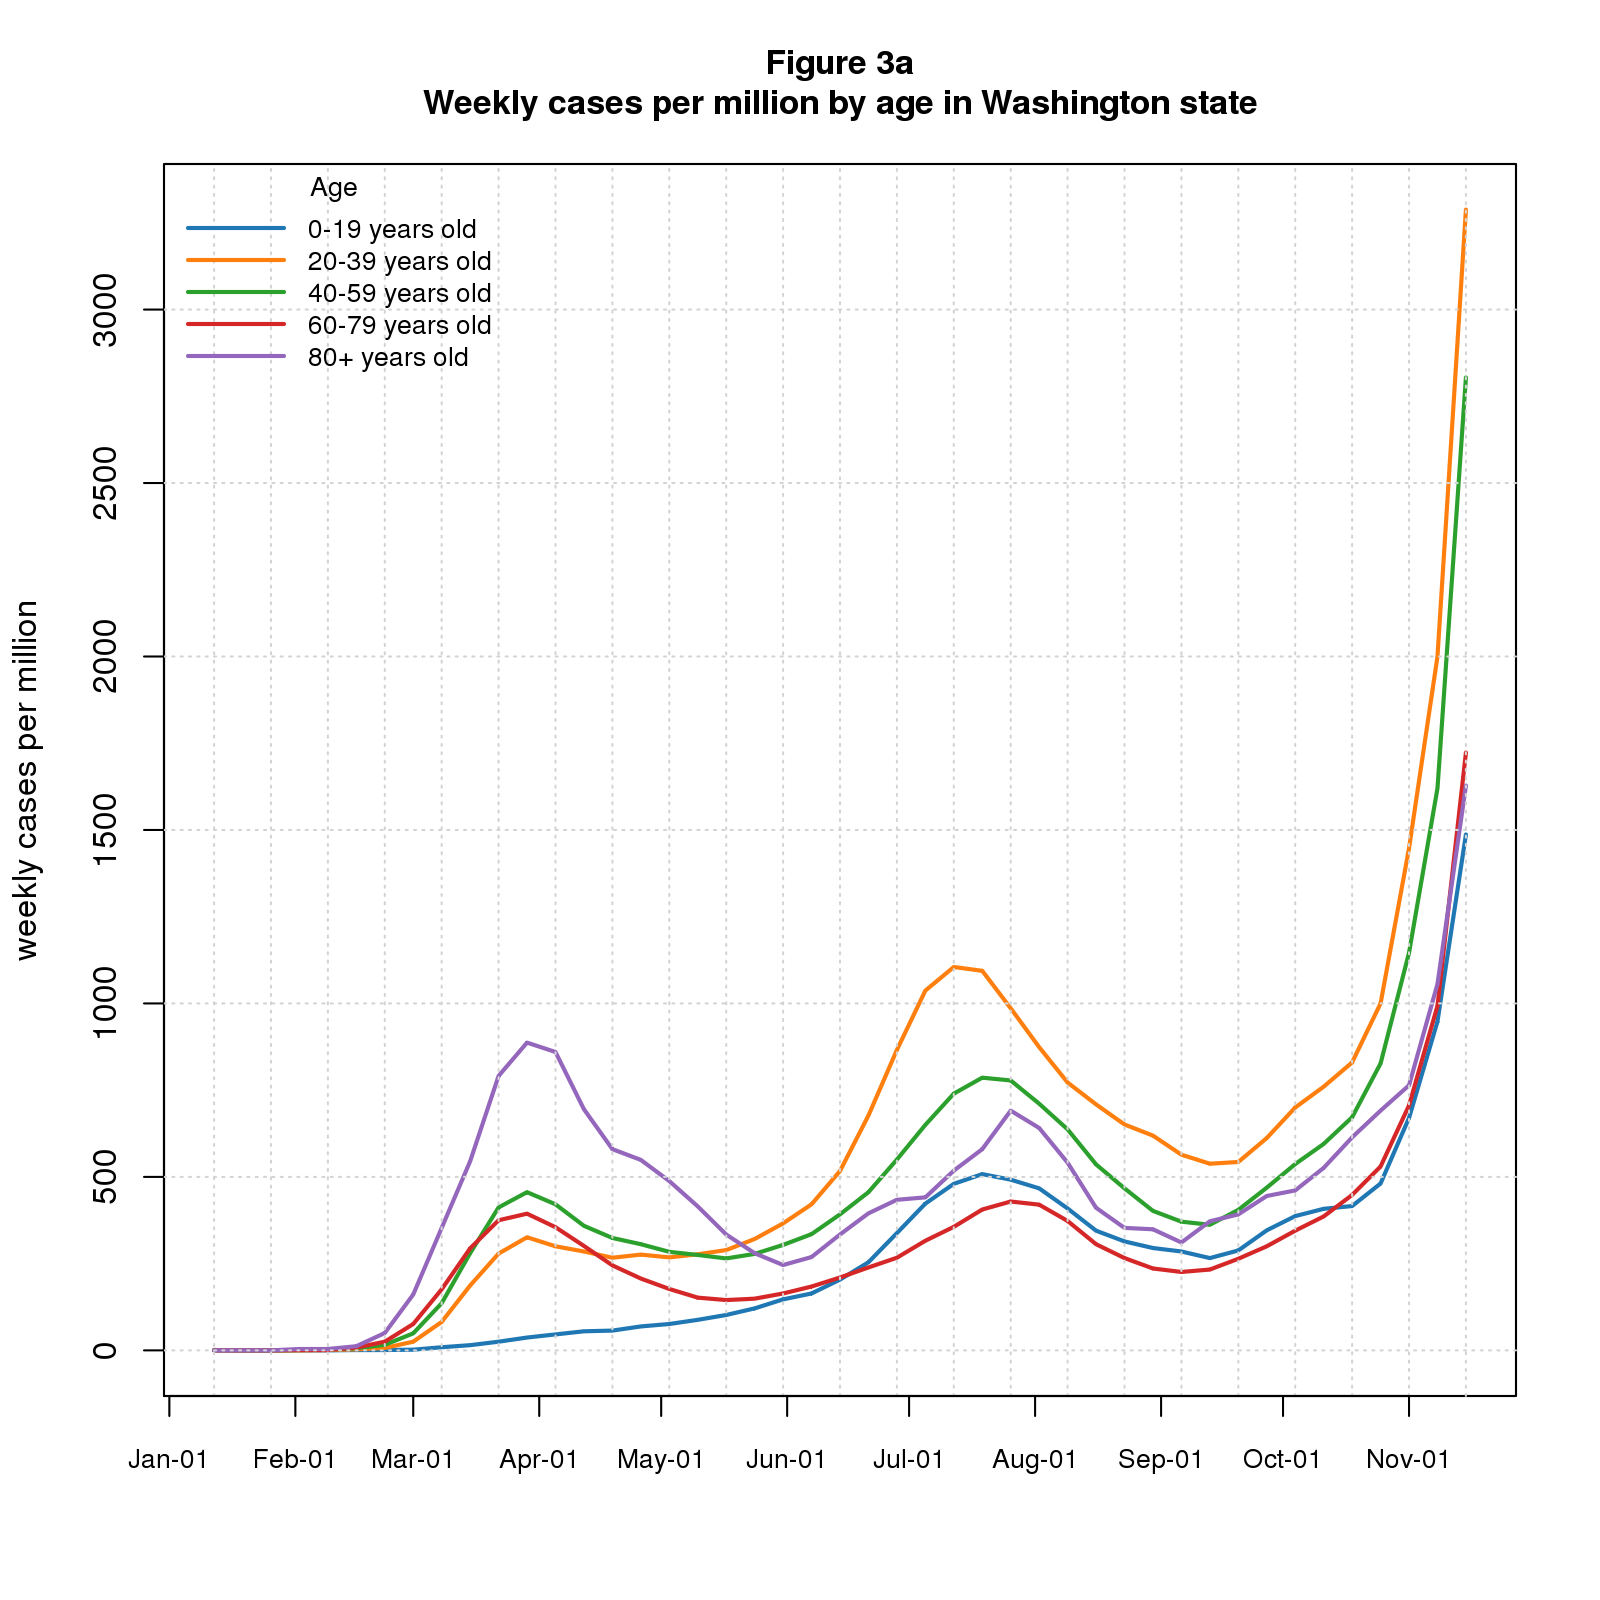 Figure 3a
Weekly cases per million by age in Washington state
Age
0-19 years old
20-39 years old
40-59 years old
60-79 years old
80+ years old
weekly cases per million
3000
2500
2000
1500
1000
500
0
Jan-01 Feb-01 Mar-01 Apr-01 May-01 Jun-01 Jul-01 Aug-01 Sep-01 Oct-01 Nov-01